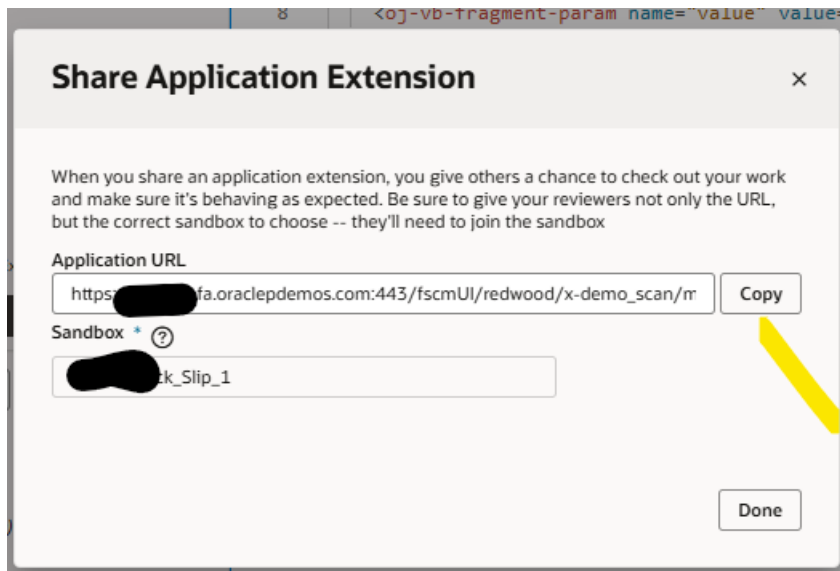 8 <oj-vb-fragment-param name="value" value=
Share Application Extension ×
When you share an application extension, you give others a chance to check out your work
and make sure it's behaving as expected. Be sure to give your reviewers not only the URL,
but the correct sandbox to choose -- they'll need to join the sandbox
Application URL
https: fa.oraclepdemos.com:443/fscmUI/redwood/x-demo_scan/m Copy
Sandbox * ?
ck_Slip_1
Done